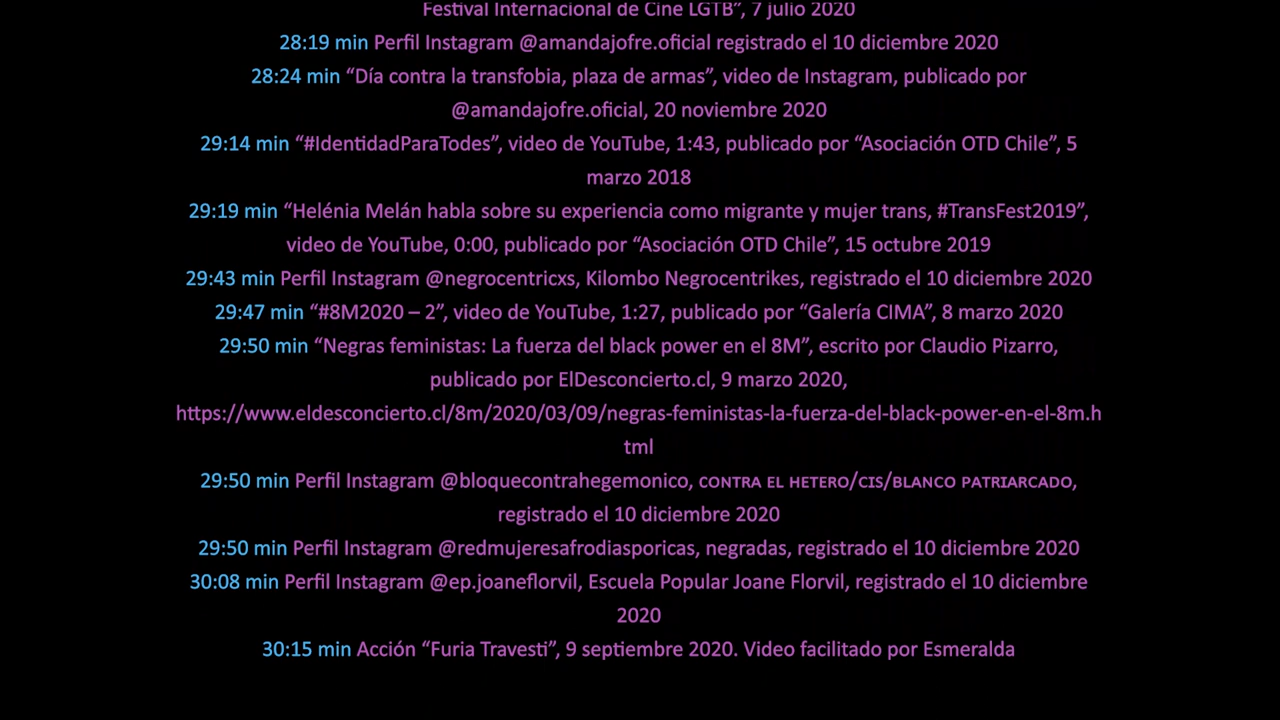 Festival Internacional de Cine LGTB”, 7 julio 2020
28:19 min Perfil Instagram @amandajofre.oficial registrado el 10 diciembre 2020
28:24 min “Día contra la transfobia, plaza de armas”, video de Instagram, publicado por
@amandajofre.oficial, 20 noviembre 2020
29:14 min “#IdentidadParaTodes”, video de YouTube, 1:43, publicado por “Asociación OTD Chile”, 5
marzo 2018
29:19 min “Helénia Melán habla sobre su experiencia como migrante y mujer trans, #TransFest2019”,
video de YouTube, 0:00, publicado por “Asociación OTD Chile”, 15 octubre 2019
29:43 min Perfil Instagram @negrocentricxs, Kilombo Negrocentrikes, registrado el 10 diciembre 2020
29:47 min “#8M2020 – 2”, video de YouTube, 1:27, publicado por “Galería CIMA”, 8 marzo 2020
29:50 min “Negras feministas: La fuerza del black power en el 8M”, escrito por Claudio Pizarro,
publicado por ElDesconcierto.cl, 9 marzo 2020,
https://www.eldesconcierto.cl/8m/2020/03/09/negras-feministas-la-fuerza-del-black-power-en-el-8m.h
tml
29:50 min Perfil Instagram @bloquecontrahegemonico, ᴄᴏɴᴛʀᴀ ᴇʟ ʜᴇᴛᴇʀᴏ/ᴄɪs/ʙʟᴀɴᴄᴏ ᴘᴀᴛʀɪᴀʀᴄᴀᴅᴏ,
registrado el 10 diciembre 2020
29:50 min Perfil Instagram @redmujeresafrodiasporicas, negradas, registrado el 10 diciembre 2020
30:08 min Perfil Instagram @ep.joaneflorvil, Escuela Popular Joane Florvil, registrado el 10 diciembre
2020
30:15 min Acción “Furia Travesti”, 9 septiembre 2020. Video facilitado por Esmeralda